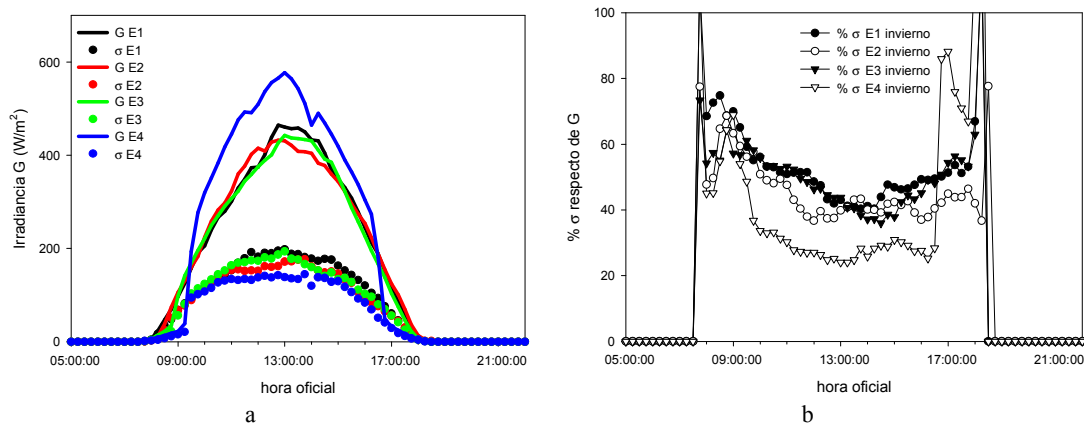 Irradiancia G (W/m²)
600
400
200
0
G E1
σ E1
G E2
σ E2
G E3
σ E3
G E4
σ E4
05:00:00 09:00:00 13:00:00 17:00:00 21:00:00
hora oficial
a
% σ respecto de G
100
80
60
40
20
0
% σ E1 invierno
% σ E2 invierno
% σ E3 invierno
% σ E4 invierno
05:00:00 09:00:00 13:00:00 17:00:00 21:00:00
hora oficial
b